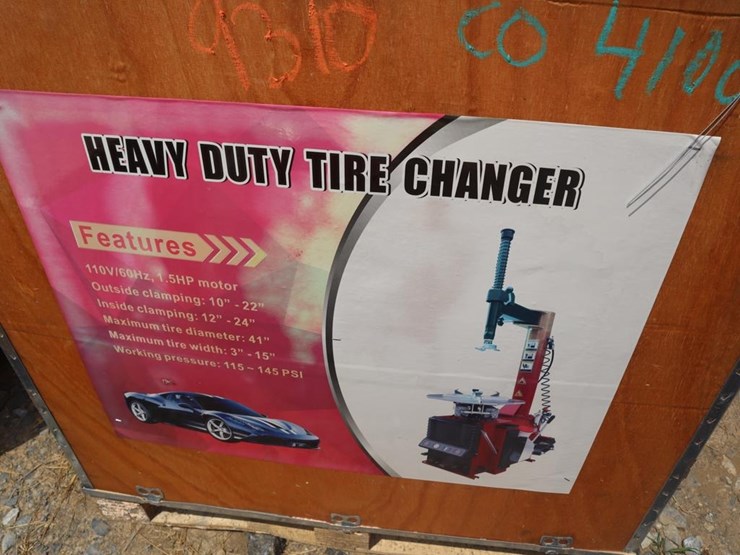 9310
CO 4100
HEAVY DUTY TIRE CHANGER
Features
110V/60Hz, 1.5HP motor
Outside clamping: 10" - 22"
Inside clamping: 12" - 24"
Maximum tire diameter: 41"
Maximum tire width: 3" - 15"
Working pressure: 115 ~ 145 PSI